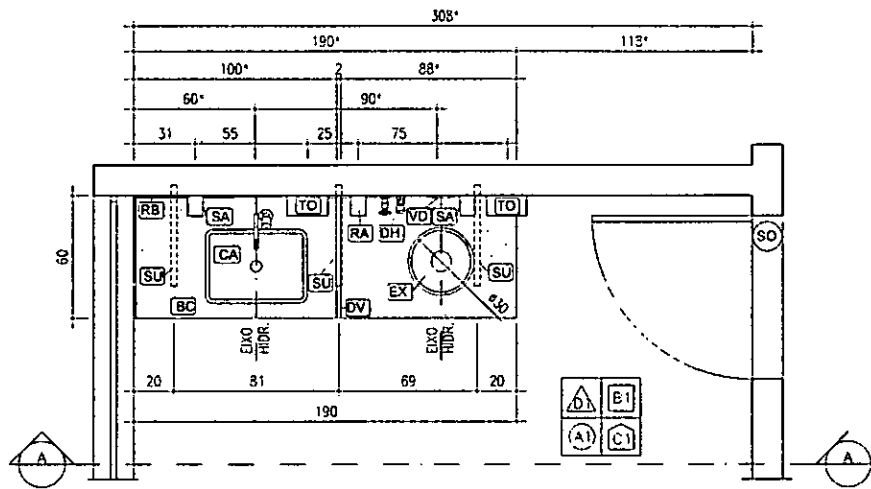 308*
190* 113*
100* 2 88*
60* 90*
31 55 25 75
RB SA TO RA DH VD SA TO
SO
60
CA
SU SU EX SU
BC DV ø30
EIXO HIDR. EIXO HIDR.
20 81 69 20
190
D1 B1
A1 C1
A A